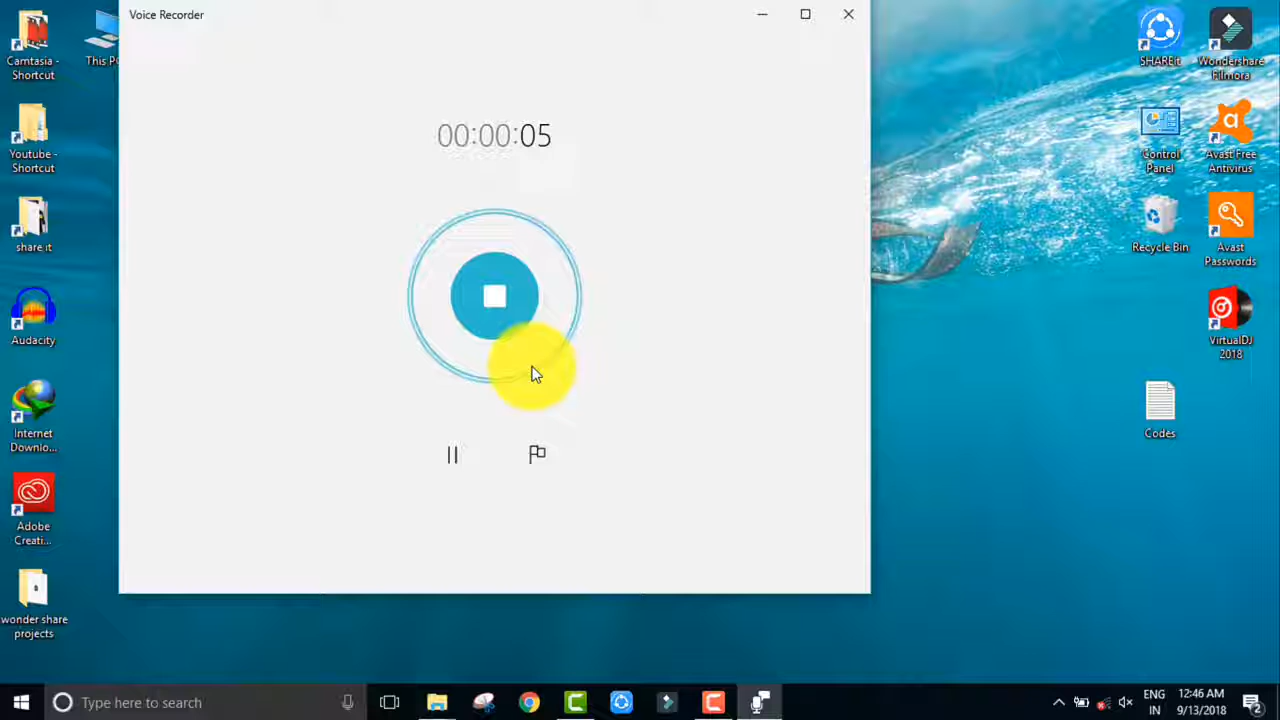 Voice Recorder
00:00:05
Camtasia -
Shortcut
This PC
Youtube -
Shortcut
share it
Audacity
Internet
Downlo...
Adobe
Creati...
wonder share
projects
SHAREit
Wondershare
Filmora
Control
Panel
Avast Free
Antivirus
Recycle Bin
Avast
Passwords
VirtualDJ
2018
Codes
Type here to search
ENG
IN
12:46 AM
9/13/2018
2